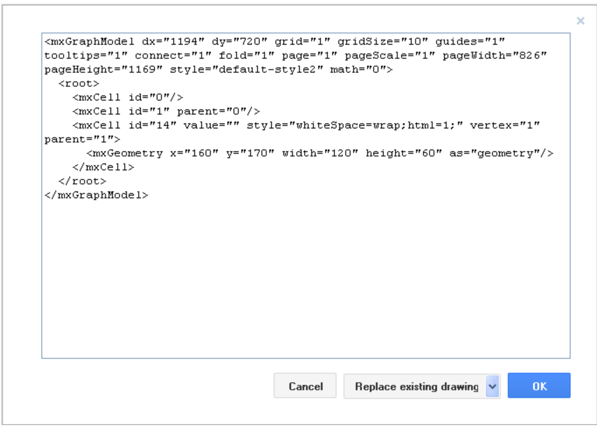 <mxGraphModel dx="1194" dy="720" grid="1" gridSize="10" guides="1"
tooltips="1" connect="1" fold="1" page="1" pageScale="1" pageWidth="826"
pageHeight="1169" style="default-style2" math="0">
  <root>
    <mxCell id="0"/>
    <mxCell id="1" parent="0"/>
    <mxCell id="14" value="" style="whiteSpace=wrap;html=1;" vertex="1"
parent="1">
      <mxGeometry x="160" y="170" width="120" height="60" as="geometry"/>
    </mxCell>
  </root>
</mxGraphModel>
Cancel Replace existing drawing OK